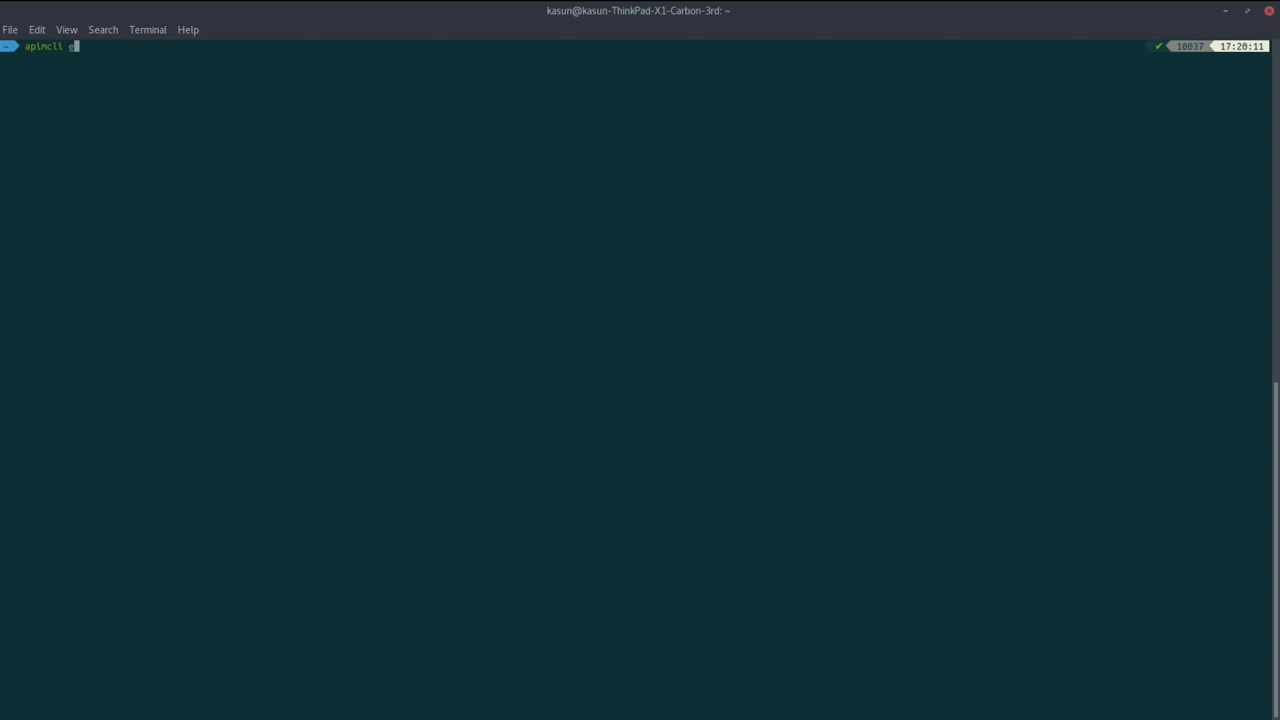 kasun@kasun-ThinkPad-X1-Carbon-3rd: ~
File Edit View Search Terminal Help
~ apimcli e ✔ 10037 17:20:11